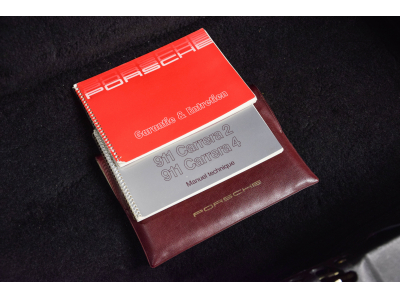 PORSCHE
Garantie & Entretien
911 Carrera 2
911 Carrera 4
Manuel technique
PORSCHE